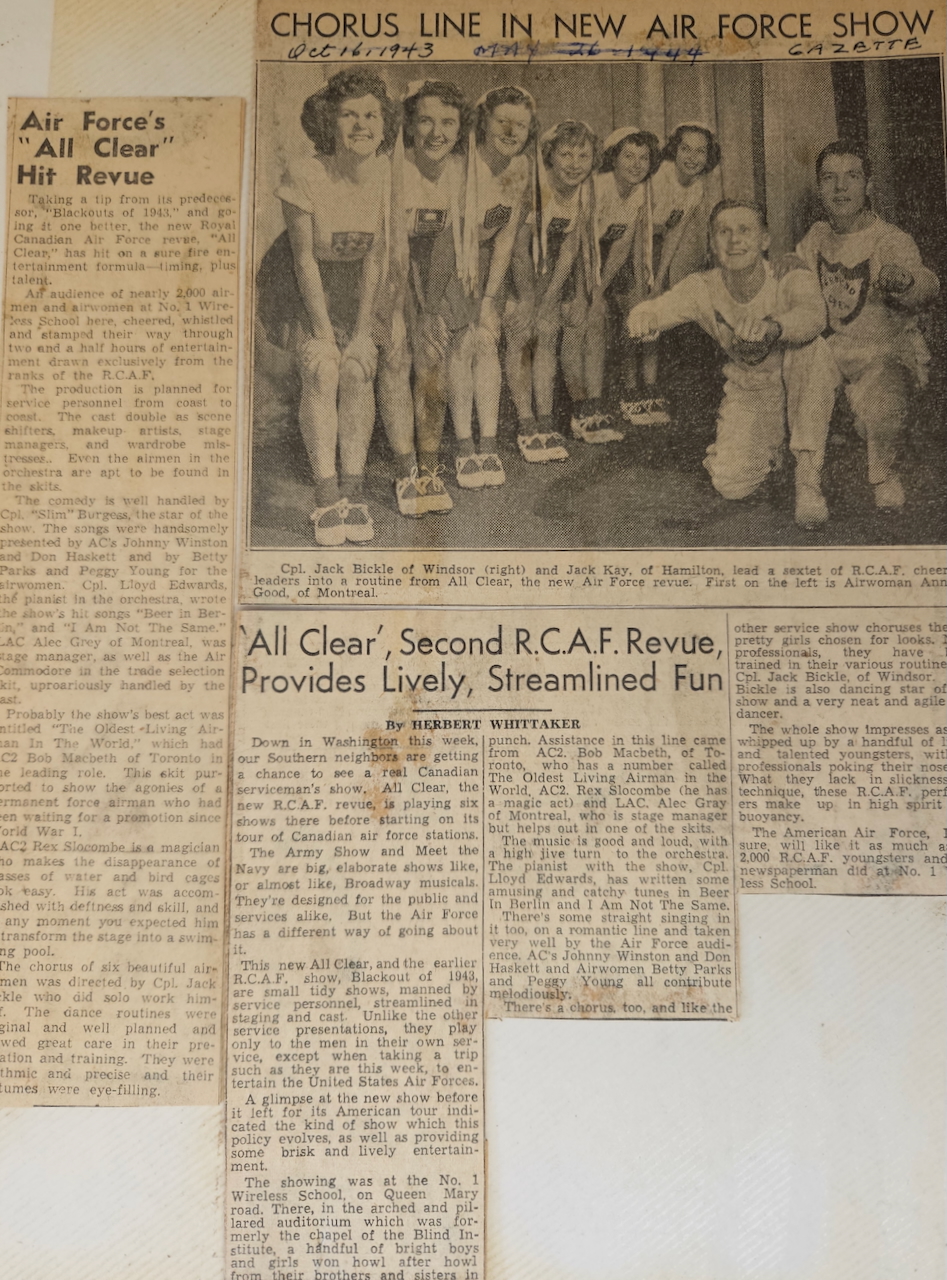 CHORUS LINE IN NEW AIR FORCE SHOW
Oct 16, 1943 MAY 26 1944 GAZETTE
Cpl. Jack Bickle of Windsor (right) and Jack Kay, of Hamilton, lead a sextet of R.C.A.F. cheer
leaders into a routine from All Clear, the new Air Force revue. First on the left is Airwoman Ann
Good, of Montreal.
Air Force's
"All Clear"
Hit Revue
Taking a tip from its predeces-
sor, "Blackouts of 1943," and go-
ing it one better, the new Royal
Canadian Air Force revue, "All
Clear," has hit on a sure fire en-
tertainment formula—timing, plus
talent.
An audience of nearly 2,000 air-
men and airwomen at No. 1 Wire-
less School here, cheered, whistled
and stamped their way through
two and a half hours of entertain-
ment drawn exclusively from the
ranks of the R.C.A.F.
The production is planned for
service personnel from coast to
coast. The cast double as scene
shifters, makeup artists, stage
managers, and wardrobe mis-
tresses. Even the airmen in the
orchestra are apt to be found in
the skits.
The comedy is well handled by
Cpl. "Slim" Burgess, the star of the
show. The songs were handsomely
presented by AC's Johnny Winston
and Don Haskett and by Betty
Parks and Peggy Young for the
airwomen. Cpl. Lloyd Edwards,
the pianist in the orchestra, wrote
the show's hit songs "Beer in Ber-
in," and "I Am Not The Same."
LAC Alec Grey of Montreal, was
tage manager, as well as the Air
Commodore in the trade selection
kit, uproariously handled by the
ast.
Probably the show's best act was
ntitled "The Oldest Living Air-
an In The World," which had
C2 Bob Macbeth of Toronto in
e leading role. This skit pur-
orted to show the agonies of a
ermanent force airman who had
en waiting for a promotion since
orld War I.
AC2 Rex Slocombe is a magician
ho makes the disappearance of
asses of water and bird cages
ok easy. His act was accom-
shed with deftness and skill, and
any moment you expected him
transform the stage into a swim-
ng pool.
The chorus of six beautiful air-
men was directed by Cpl. Jack
ckle who did solo work him-
f. The dance routines were
ginal and well planned and
wed great care in their pre-
ation and training. They were
thmic and precise and their
tumes were eye-filling.
'All Clear', Second R.C.A.F. Revue,
Provides Lively, Streamlined Fun
By HERBERT WHITTAKER
Down in Washington this week,
our Southern neighbors are getting
a chance to see a real Canadian
serviceman's show. All Clear, the
new R.C.A.F. revue, is playing six
shows there before starting on its
tour of Canadian air force stations.
The Army Show and Meet the
Navy are big, elaborate shows like,
or almost like, Broadway musicals.
They're designed for the public and
services alike. But the Air Force
has a different way of going about
it.
This new All Clear, and the earlier
R.C.A.F. show, Blackout of 1943,
are small tidy shows, manned by
service personnel, streamlined in
staging and cast. Unlike the other
service presentations, they play
only to the men in their own ser-
vice, except when taking a trip
such as they are this week, to en-
tertain the United States Air Forces.
A glimpse at the new show before
it left for its American tour indi-
cated the kind of show which this
policy evolves, as well as providing
some brisk and lively entertain-
ment.
The showing was at the No. 1
Wireless School, on Queen Mary
road. There, in the arched and pil-
lared auditorium which was for-
merly the chapel of the Blind In-
stitute, a handful of bright boys
and girls won howl after howl
from their brothers and sisters in
punch. Assistance in this line came
from AC2. Bob Macbeth, of To-
ronto, who has a number called
The Oldest Living Airman in the
World, AC2. Rex Slocombe (he has
a magic act) and LAC. Alec Gray
of Montreal, who is stage manager
but helps out in one of the skits.
The music is good and loud, with
a high jive turn to the orchestra.
The pianist with the show, Cpl.
Lloyd Edwards, has written some
amusing and catchy tunes in Beer
In Berlin and I Am Not The Same.
There's some straight singing in
it too, on a romantic line and taken
very well by the Air Force audi-
ence. AC's Johnny Winston and Don
Haskett and Airwomen Betty Parks
and Peggy Young all contribute
melodiously.
There's a chorus, too, and like the
other service show choruses the
pretty girls chosen for looks.
professionals, they have
trained in their various routine
Cpl. Jack Bickle, of Windsor.
Bickle is also dancing star of
show and a very neat and agile
dancer.
The whole show impresses as
whipped up by a handful of
and talented youngsters, wit
professionals poking their nose
What they lack in slickness
technique, these R.C.A.F. perf
ers make up in high spirit
buoyancy.
The American Air Force,
sure, will like it as much a
2,000 R.C.A.F. youngsters and
newspaperman did at No. 1
less School.